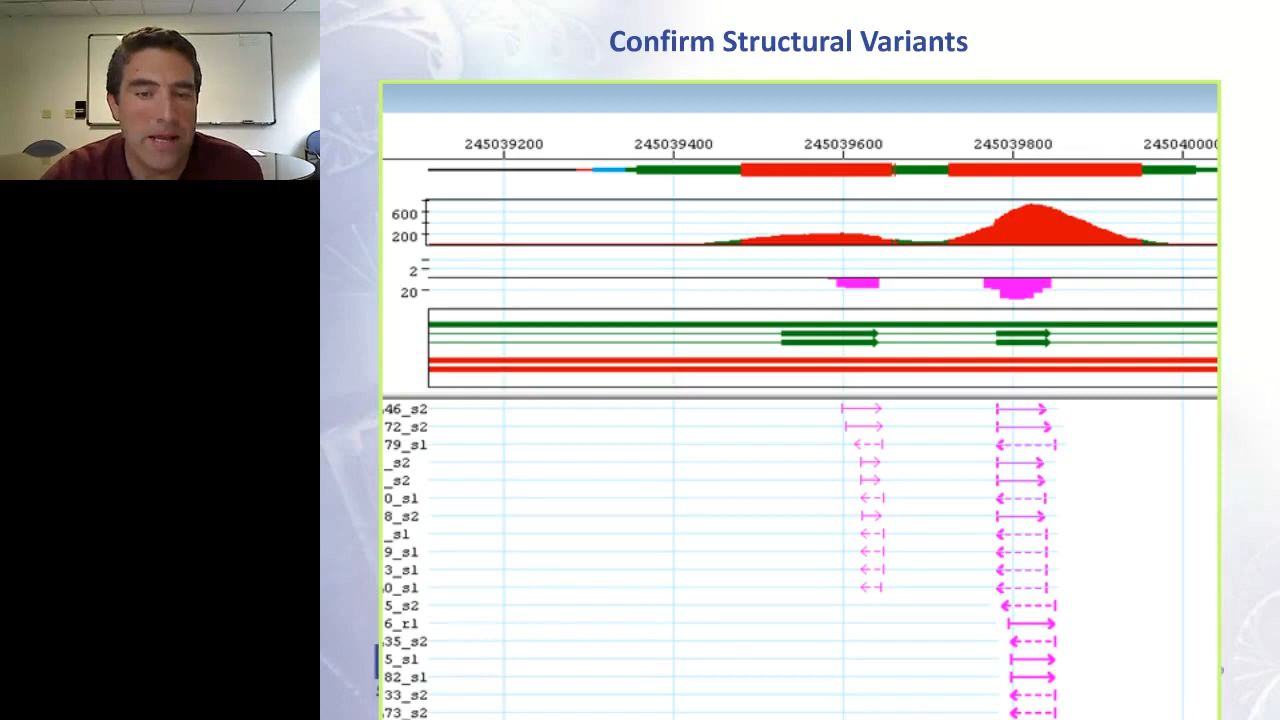 Confirm Structural Variants
245039200 245039400 245039600 245039800 24504000
600
200
2
20
46_s2
72_s2
79_s1
_s2
_s2
0_s1
8_s2
_s1
9_s1
3_s1
0_s1
5_s2
6_r1
35_s2
5_s1
82_s1
33_s2
73_s2